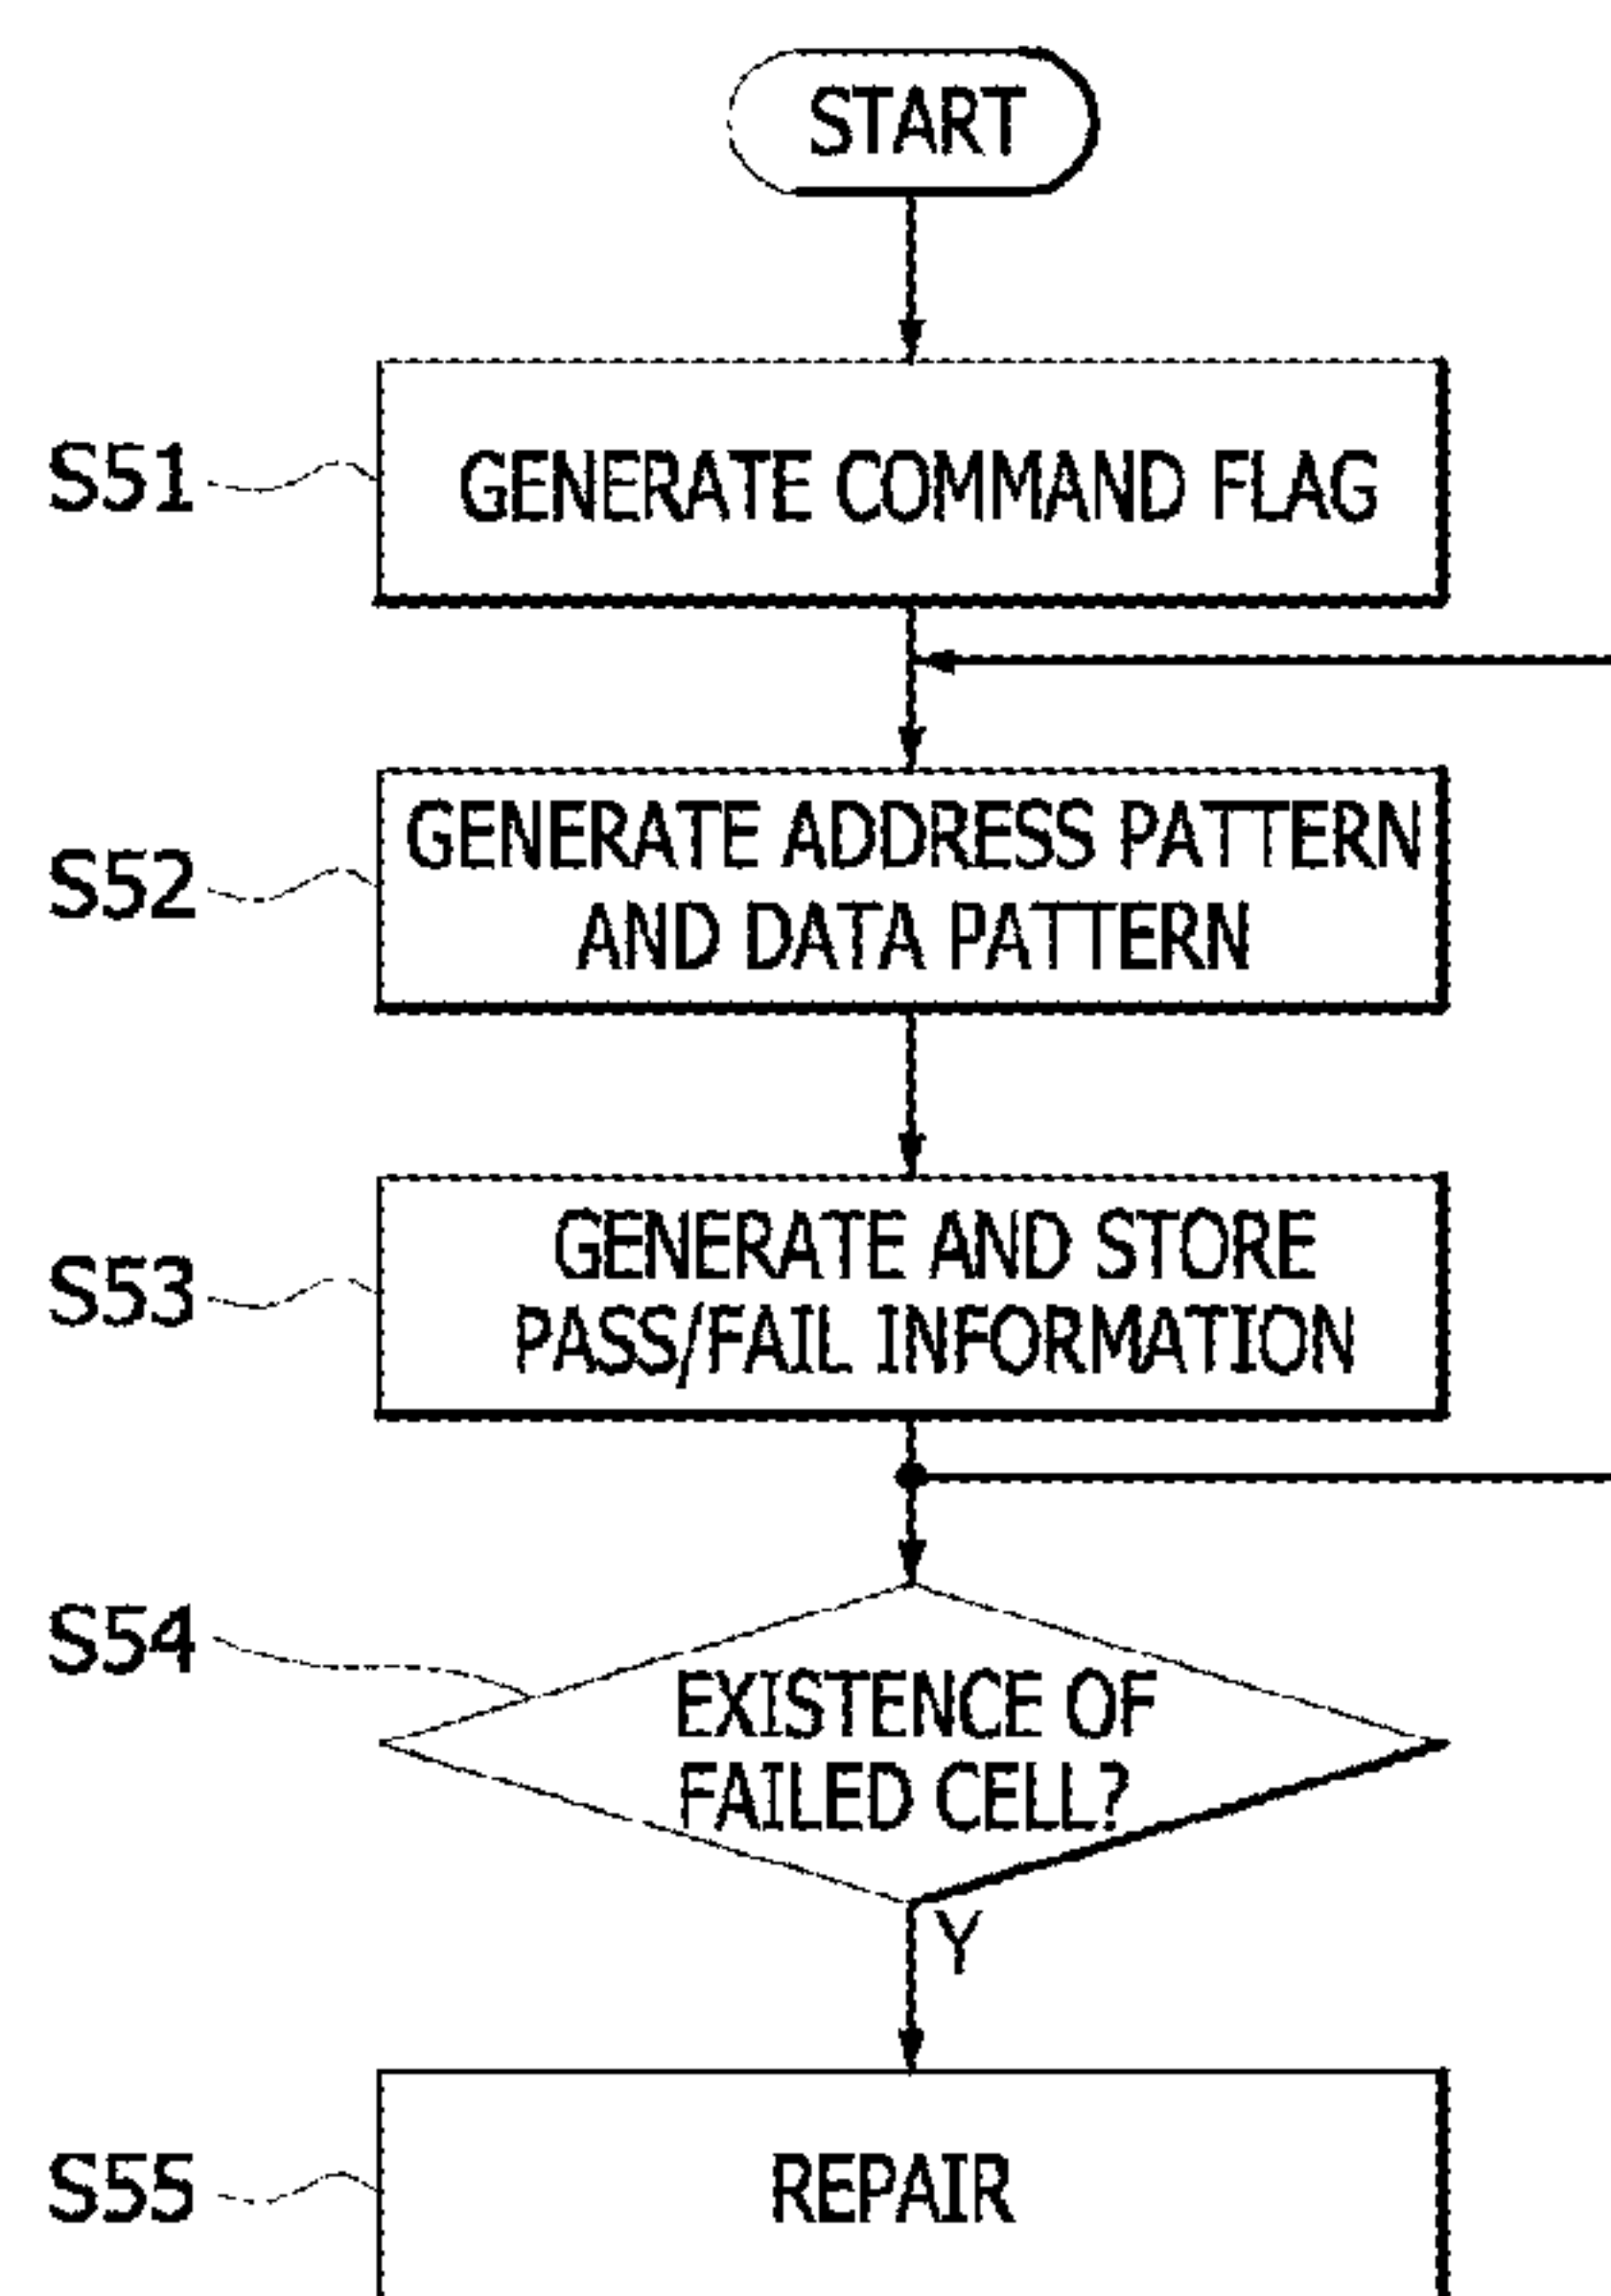 START
S51
GENERATE COMMAND FLAG
S52
GENERATE ADDRESS PATTERN
AND DATA PATTERN
S53
GENERATE AND STORE
PASS/FAIL INFORMATION
S54
EXISTENCE OF
FAILED CELL?
Y
S55
REPAIR